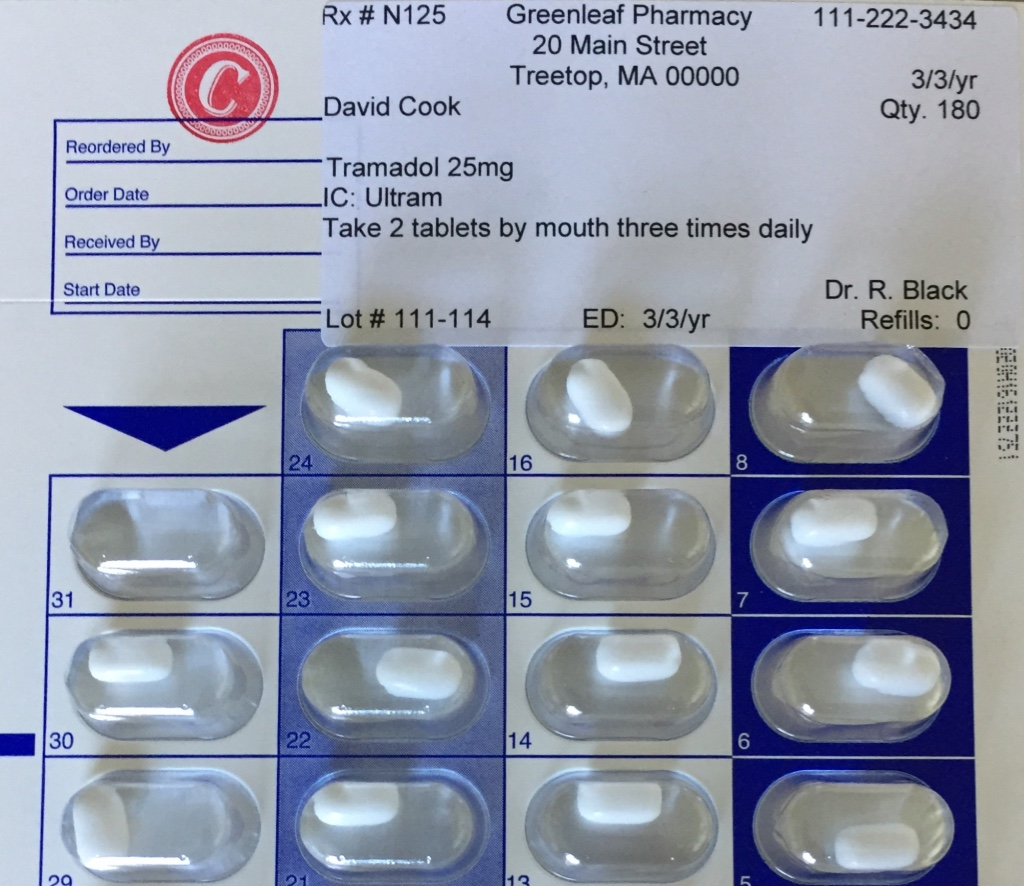 Rx # N125 Greenleaf Pharmacy 111-222-3434
20 Main Street
Treetop, MA 00000 3/3/yr
David Cook Qty. 180
Tramadol 25mg
IC: Ultram
Take 2 tablets by mouth three times daily
Dr. R. Black
Lot # 111-114 ED: 3/3/yr Refills: 0
C
Reordered By
Order Date
Received By
Start Date
24 16 8
31 23 15 7
30 22 14 6
29 21 13 5